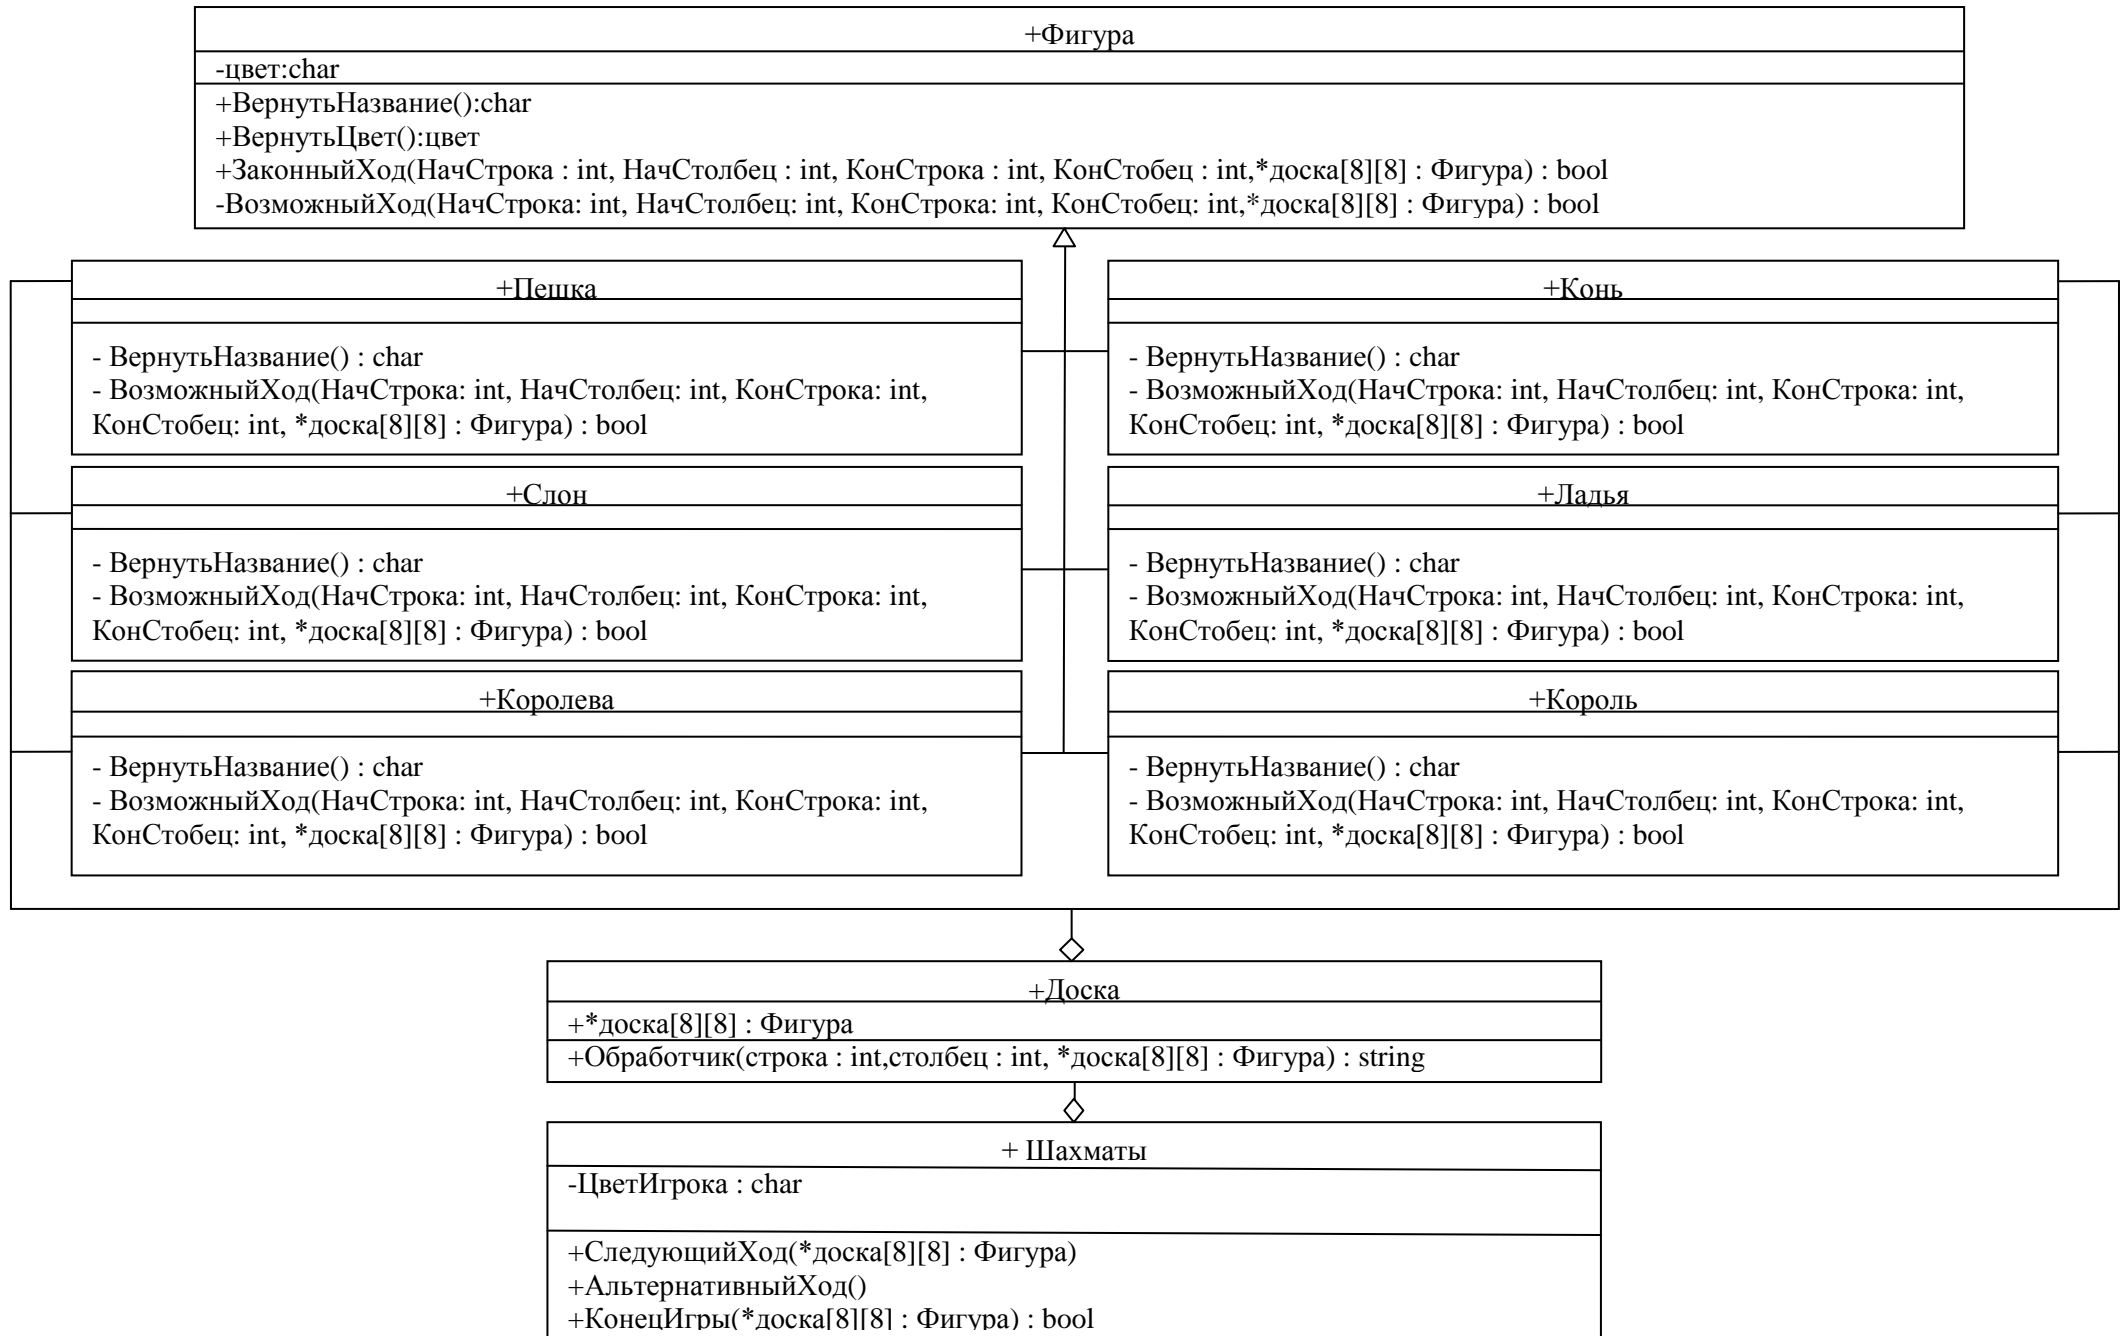 +Фигура
-цвет:char
+ВернутьНазвание():char
+ВернутьЦвет():цвет
+ЗаконныйХод(НачСтрока : int, НачСтолбец : int, КонСтрока : int, КонСтобец : int,*доска[8][8] : Фигура) : bool
-ВозможныйХод(НачСтрока: int, НачСтолбец: int, КонСтрока: int, КонСтобец: int,*доска[8][8] : Фигура) : bool
+Пешка
- ВернутьНазвание() : char
- ВозможныйХод(НачСтрока: int, НачСтолбец: int, КонСтрока: int,
КонСтобец: int, *доска[8][8] : Фигура) : bool
+Конь
- ВернутьНазвание() : char
- ВозможныйХод(НачСтрока: int, НачСтолбец: int, КонСтрока: int,
КонСтобец: int, *доска[8][8] : Фигура) : bool
+Слон
- ВернутьНазвание() : char
- ВозможныйХод(НачСтрока: int, НачСтолбец: int, КонСтрока: int,
КонСтобец: int, *доска[8][8] : Фигура) : bool
+Ладья
- ВернутьНазвание() : char
- ВозможныйХод(НачСтрока: int, НачСтолбец: int, КонСтрока: int,
КонСтобец: int, *доска[8][8] : Фигура) : bool
+Королева
- ВернутьНазвание() : char
- ВозможныйХод(НачСтрока: int, НачСтолбец: int, КонСтрока: int,
КонСтобец: int, *доска[8][8] : Фигура) : bool
+Король
- ВернутьНазвание() : char
- ВозможныйХод(НачСтрока: int, НачСтолбец: int, КонСтрока: int,
КонСтобец: int, *доска[8][8] : Фигура) : bool
+Доска
+*доска[8][8] : Фигура
+Обработчик(строка : int,столбец : int, *доска[8][8] : Фигура) : string
+ Шахматы
-ЦветИгрока : char
+СледующийХод(*доска[8][8] : Фигура)
+АльтернативныйХод()
+КонецИгры(*доска[8][8] : Фигура) : bool